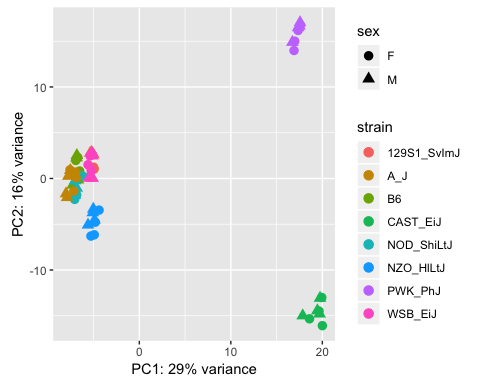 PC2: 16% variance
10
0
-10
0
10
20
PC1: 29% variance
sex
F
M
strain
129S1_SvImJ
A_J
B6
CAST_EiJ
NOD_ShiLtJ
NZO_HlLtJ
PWK_PhJ
WSB_EiJ